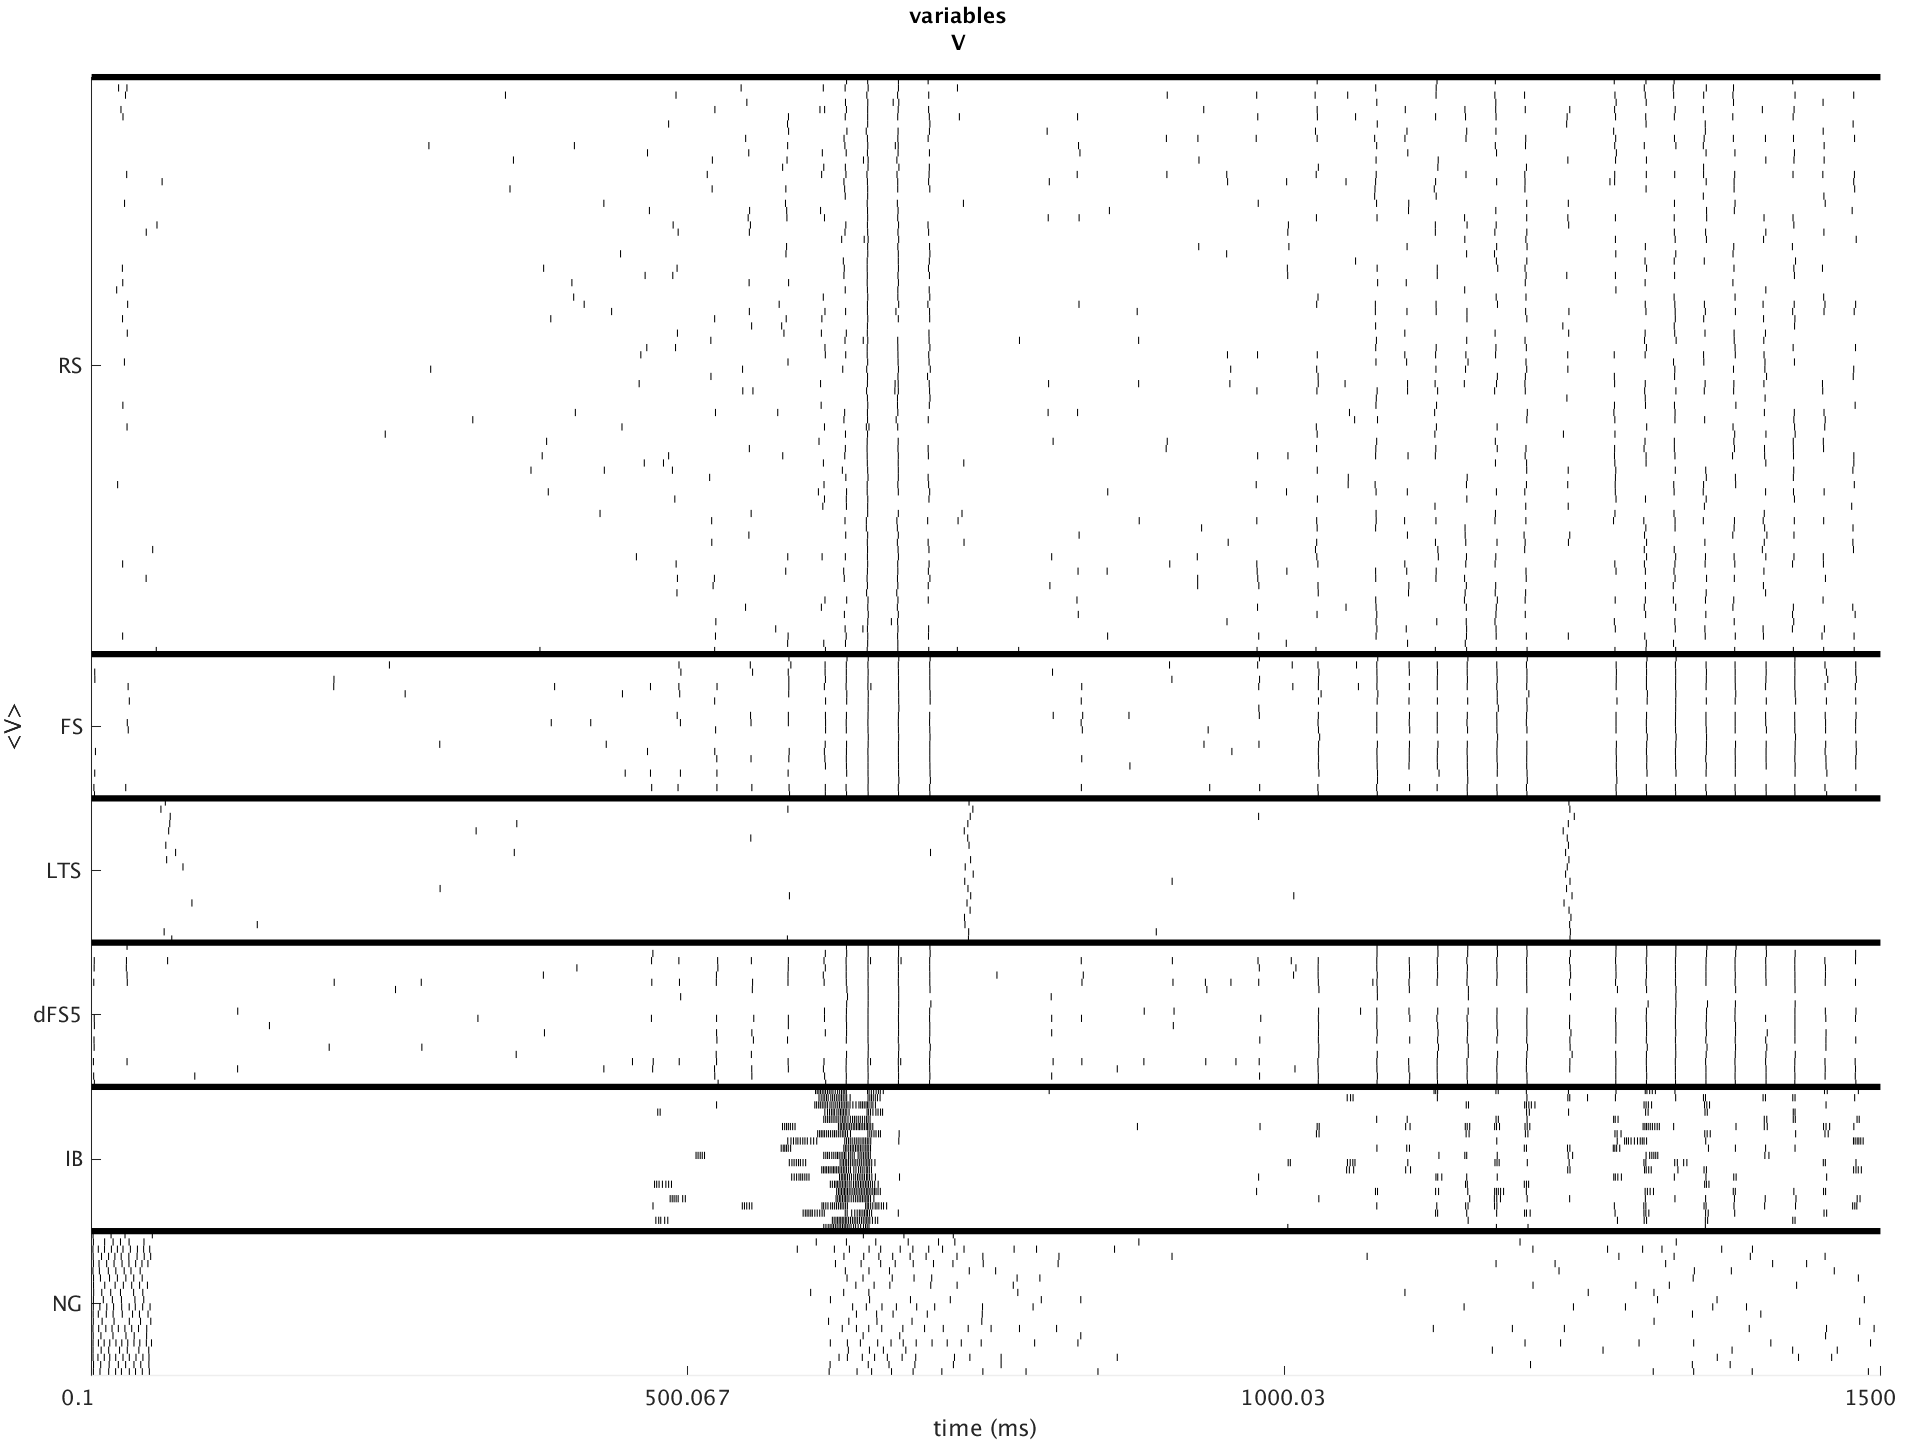 variables
V
RS
FS
<V>
LTS
dFS5
IB
NG
0.1
500.067
1000.03
1500
time (ms)